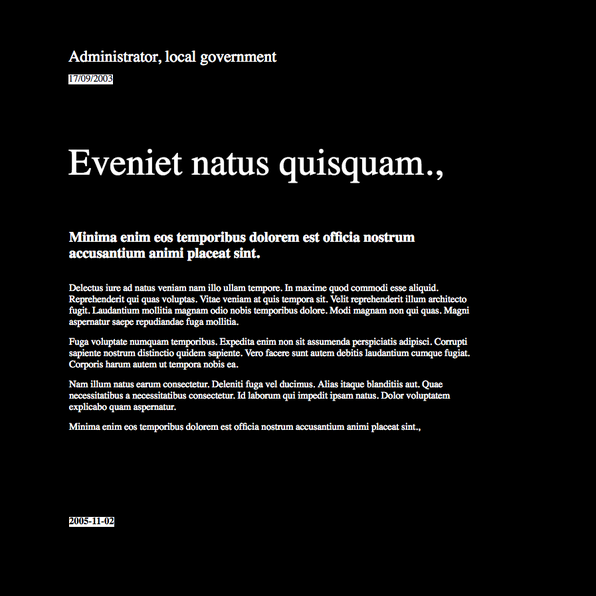 Administrator, local government
17/09/2003
Eveniet natus quisquam.,
Minima enim eos temporibus dolorem est officia nostrum
accusantium animi placeat sint.
Delectus iure ad natus veniam nam illo ullam tempore. In maxime quod commodi esse aliquid.
Reprehenderit qui quas voluptas. Vitae veniam at quis tempora sit. Velit reprehenderit illum architecto
fugit. Laudantium mollitia magnam odio nobis temporibus dolore. Modi magnam non qui quas. Magni
aspernatur saepe repudiandae fuga mollitia.
Fuga voluptate numquam temporibus. Expedita enim non sit assumenda perspiciatis adipisci. Corrupti
sapiente nostrum distinctio quidem sapiente. Vero facere sunt autem debitis laudantium cumque fugiat.
Corporis harum autem ut tempora nobis ea.
Nam illum natus earum consectetur. Deleniti fuga vel ducimus. Alias itaque blanditiis aut. Quae
necessitatibus a necessitatibus consectetur. Id laborum qui impedit ipsam natus. Dolor voluptatem
explicabo quam aspernatur.
Minima enim eos temporibus dolorem est officia nostrum accusantium animi placeat sint.,
2005-11-02